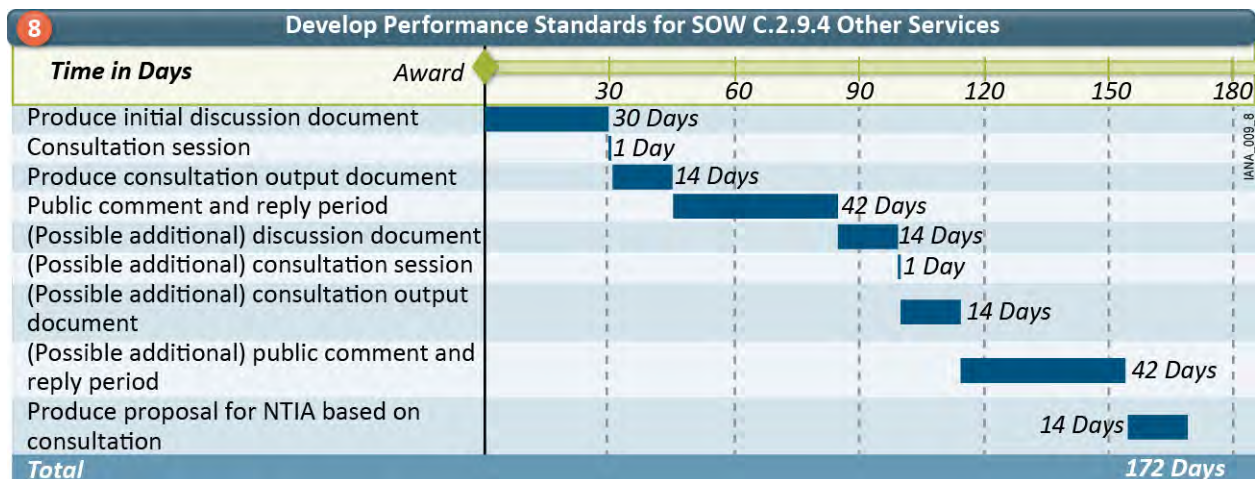 8 Develop Performance Standards for SOW C.2.9.4 Other Services
Time in Days Award
30 60 90 120 150 180
Produce initial discussion document 30 Days
Consultation session 1 Day
Produce consultation output document 14 Days
Public comment and reply period 42 Days
(Possible additional) discussion document 14 Days
(Possible additional) consultation session 1 Day
(Possible additional) consultation output
document 14 Days
(Possible additional) public comment and
reply period 42 Days
Produce proposal for NTIA based on
consultation 14 Days
Total 172 Days
IANA_009_8